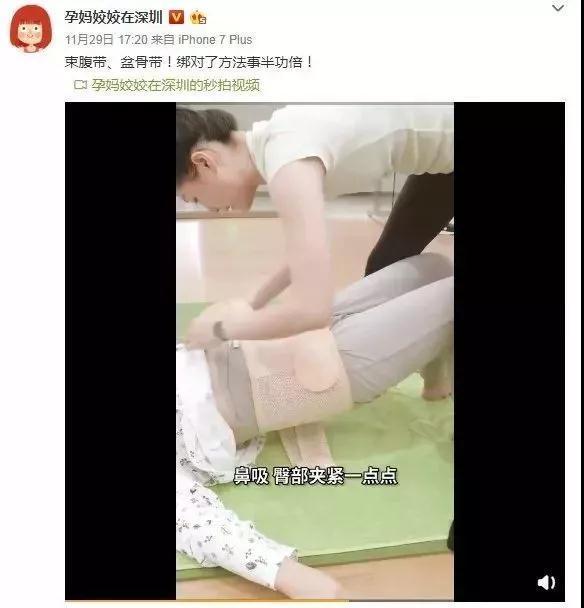 孕妈姣姣在深圳
11月29日 17:20 来自 iPhone 7 Plus
束腹带、盆骨带！绑对了方法事半功倍！
孕妈姣姣在深圳的秒拍视频
鼻吸 臀部夹紧一点点